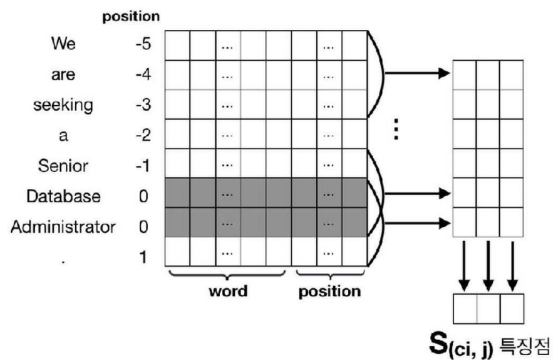 position
We -5 ... ...
are -4 ... ...
seeking -3 ... ...
a -2 ... ... ...
Senior -1 ... ...
Database 0 ... ...
Administrator 0 ... ...
. 1 ... ...
word position
S(ci, j) 특징점